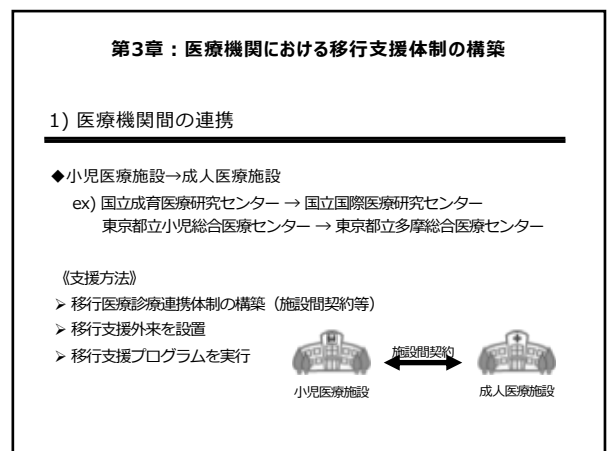 第3章：医療機関における移行支援体制の構築
1) 医療機関間の連携
◆小児医療施設→成人医療施設
ex) 国立成育医療研究センター → 国立国際医療研究センター
東京都立小児総合医療センター → 東京都立多摩総合医療センター
《支援方法》
➢ 移行医療診療連携体制の構築（施設間契約等）
➢ 移行支援外来を設置
➢ 移行支援プログラムを実行
施設間契約
小児医療施設
成人医療施設